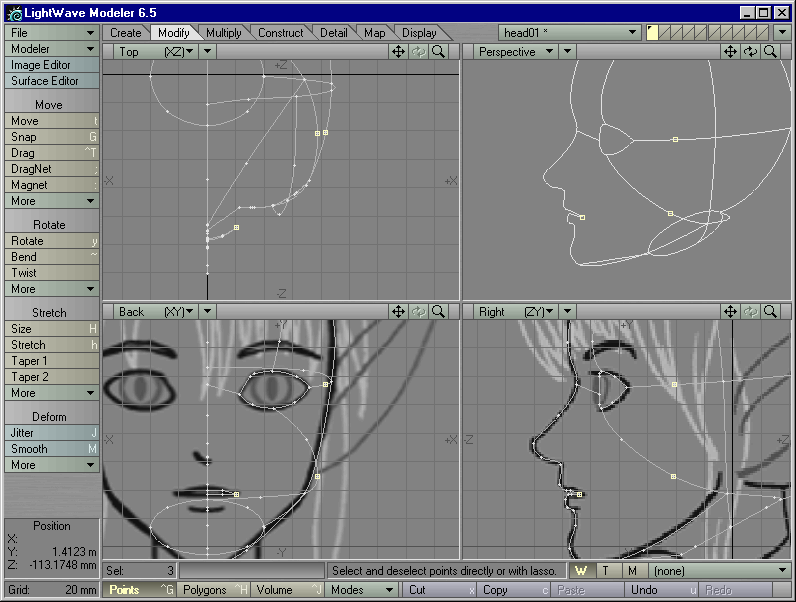 LightWave Modeler 6.5
File
Modeler
Image Editor
Surface Editor
Move
Move t
Snap G
Drag ^T
DragNet ;
Magnet :
More
Rotate
Rotate y
Bend ~
Twist
More
Stretch
Size H
Stretch h
Taper 1
Taper 2
More
Deform
Jitter J
Smooth M
More
Position
X:
Y: 1.4123 m
Z: -113.1748 mm
Grid: 20 mm
Create Modify Multiply Construct Detail Map Display head01 *
Top (XZ)
+Z
-X +X
-Z
Perspective
Back (XY)
+Y
-X +X
-Y
Right (ZY)
+Y
-Z +Z
-Y
Sel: 3 Select and deselect points directly or with lasso. W T M (none)
Points ^G Polygons ^H Volume ^J Modes Cut x Copy c Paste v Undo u Redo